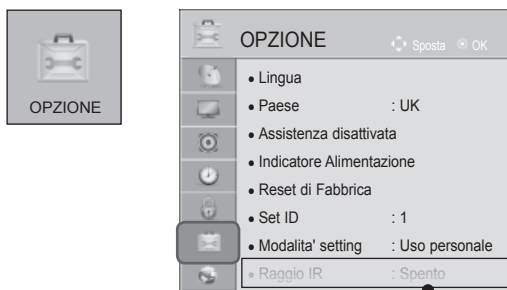 OPZIONE
OPZIONE Sposta OK
• Lingua
• Paese : UK
• Assistenza disattivata
• Indicatore Alimentazione
• Reset di Fabbrica
• Set ID : 1
• Modalita' setting : Uso personale
• Raggio IR : Spento